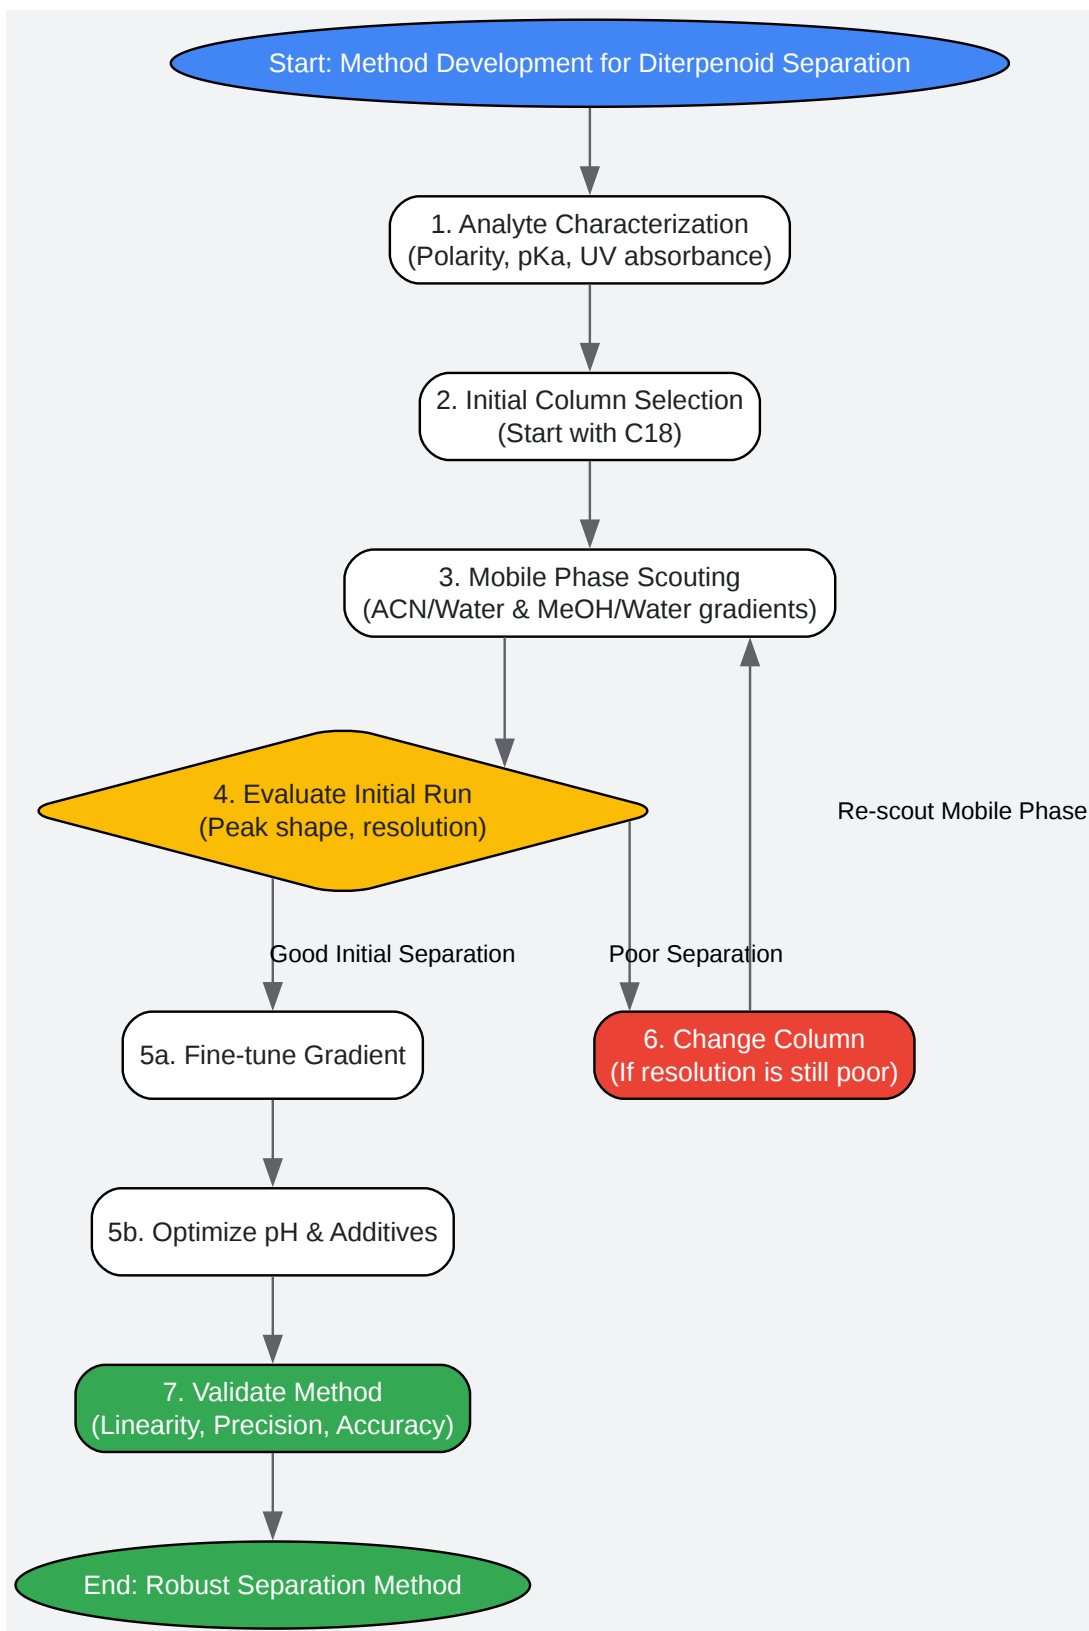 Start: Method Development for Diterpenoid Separation
1. Analyte Characterization
(Polarity, pKa, UV absorbance)
2. Initial Column Selection
(Start with C18)
3. Mobile Phase Scouting
(ACN/Water & MeOH/Water gradients)
4. Evaluate Initial Run
(Peak shape, resolution)
Re-scout Mobile Phase
Good Initial Separation
Poor Separation
5a. Fine-tune Gradient
6. Change Column
(If resolution is still poor)
5b. Optimize pH & Additives
7. Validate Method
(Linearity, Precision, Accuracy)
End: Robust Separation Method